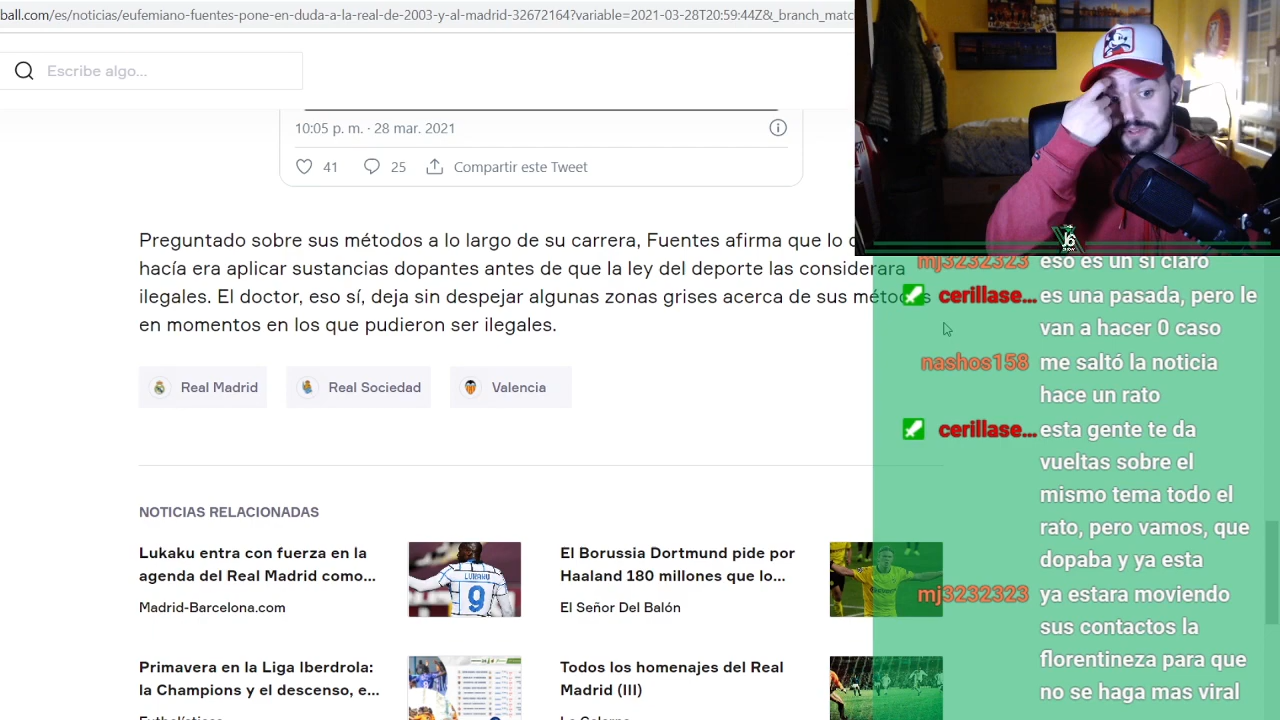 ball.com/es/noticias/eufemiano-fuentes-pone-en-duda-a-la-real-de-2003-y-al-madrid-32672164?variable=2021-03-28T20:59:44Z&_branch_matc
Escribe algo...
10:05 p. m. · 28 mar. 2021
41
25
Compartir este Tweet
Preguntado sobre sus métodos a lo largo de su carrera, Fuentes afirma que lo
hacía era aplicar sustancias dopantes antes de que la ley del deporte las considerara
ilegales. El doctor, eso sí, deja sin despejar algunas zonas grises acerca de sus métodos
en momentos en los que pudieron ser ilegales.
Real Madrid
Real Sociedad
Valencia
NOTICIAS RELACIONADAS
Lukaku entra con fuerza en la
agenda del Real Madrid como...
Madrid-Barcelona.com
El Borussia Dortmund pide por
Haaland 180 millones que lo...
El Señor Del Balón
Primavera en la Liga Iberdrola:
la Champions y el descenso, e...
Todos los homenajes del Real
Madrid (III)
LUKAKU
9
J6
mj3232323 eso es un si claro
cerillase... es una pasada, pero le
van a hacer 0 caso
nashos158 me saltó la noticia
hace un rato
cerillase... esta gente te da
vueltas sobre el
mismo tema todo el
rato, pero vamos, que
dopaba y ya esta
mj3232323 ya estara moviendo
sus contactos la
florentineza para que
no se haga mas viral